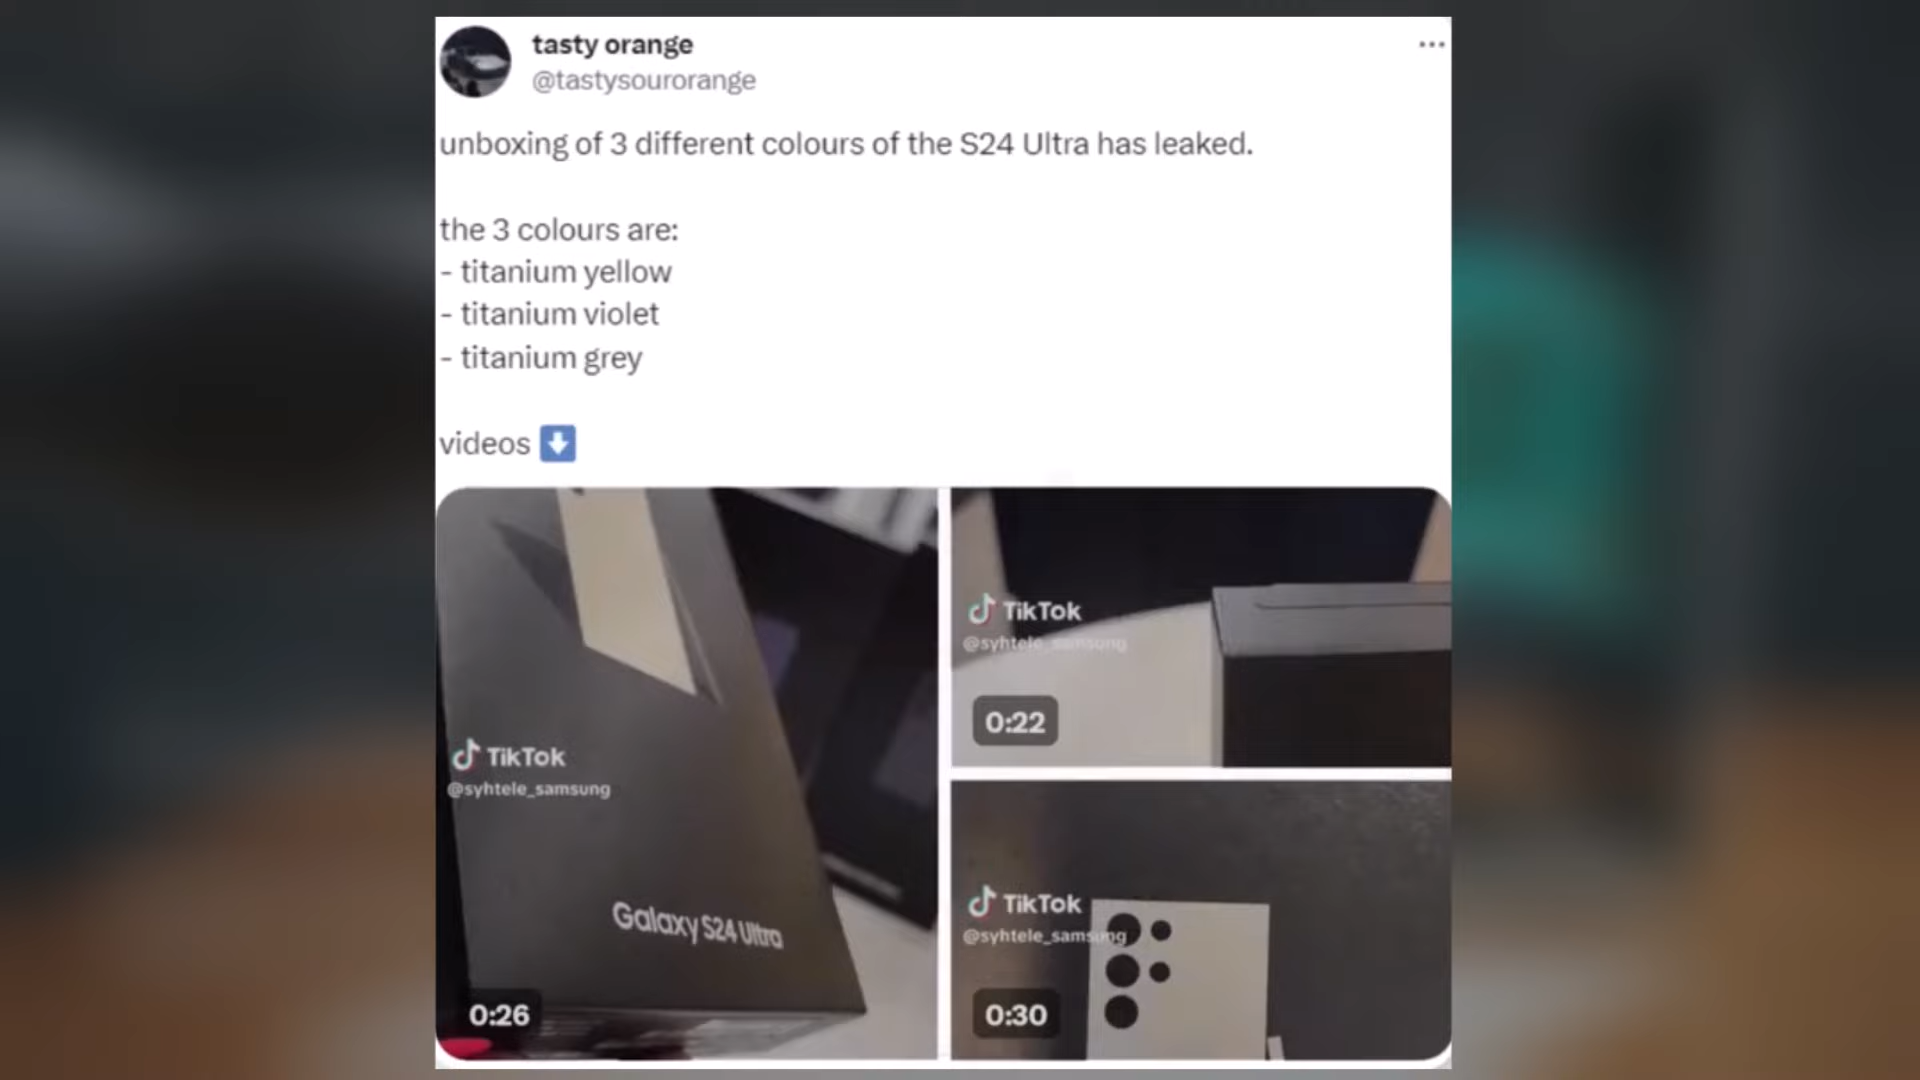 tasty orange
@tastysourorange
unboxing of 3 different colours of the S24 Ultra has leaked.
the 3 colours are:
- titanium yellow
- titanium violet
- titanium grey
videos
TikTok
@syhtele_samsung
Galaxy S24 Ultra
0:26
TikTok
@syhtele_samsung
0:22
TikTok
@syhtele_samsung
0:30